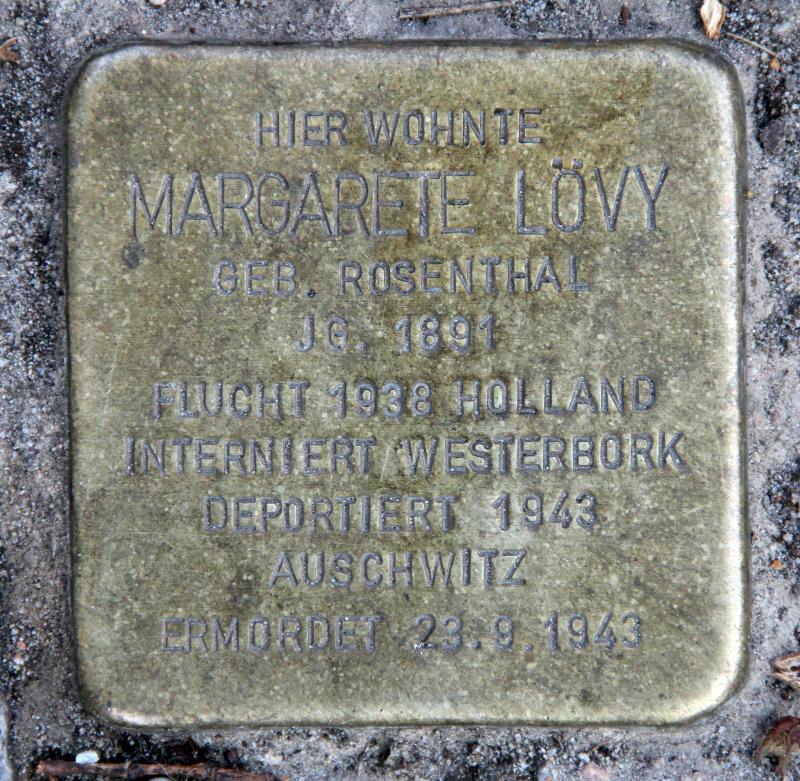 HIER WOHNTE
MARGARETE LÖVY
GEB. ROSENTHAL
JG. 1891
FLUCHT 1938 HOLLAND
INTERNIERT WESTERBORK
DEPORTIERT 1943
AUSCHWITZ
ERMORDET 23.9.1943